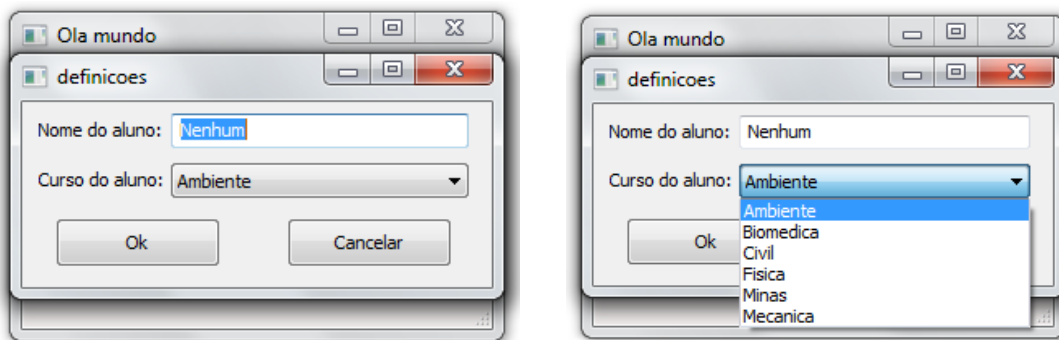 Ola mundo
definicoes
Nome do aluno: Nenhum
Curso do aluno: Ambiente
Ok Cancelar
Ola mundo
definicoes
Nome do aluno: Nenhum
Curso do aluno: Ambiente
Ambiente
Biomedica
Ok
Civil
Fisica
Minas
Mecanica